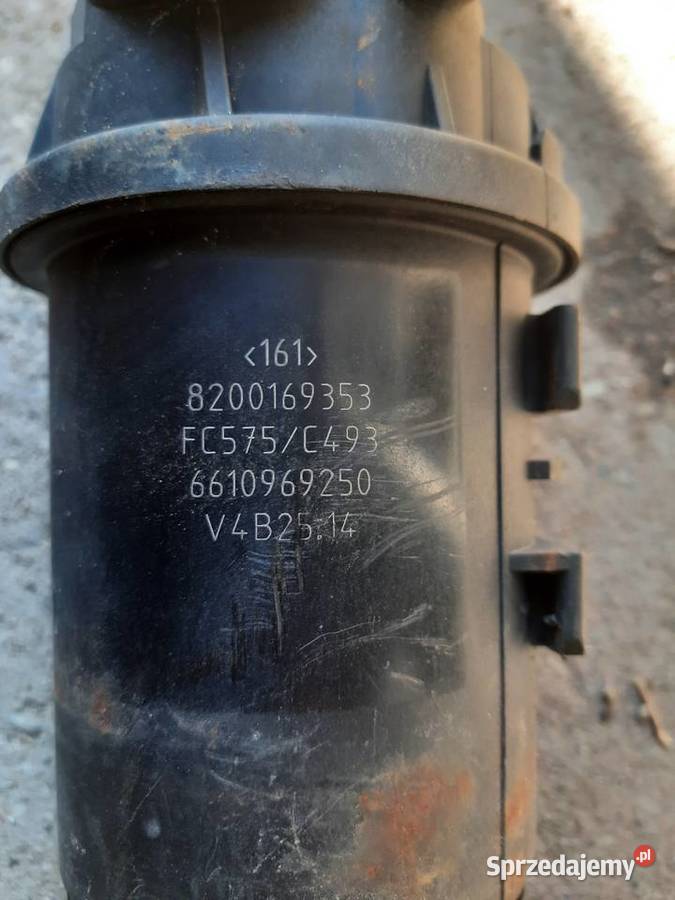 <161>
8200169353
FC575/C493
6610969250
V4B25.14
Sprzedajemy.pl